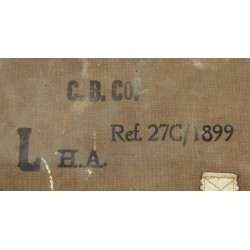 C. B. CO.
Ref. 27C/1899
L H.A.